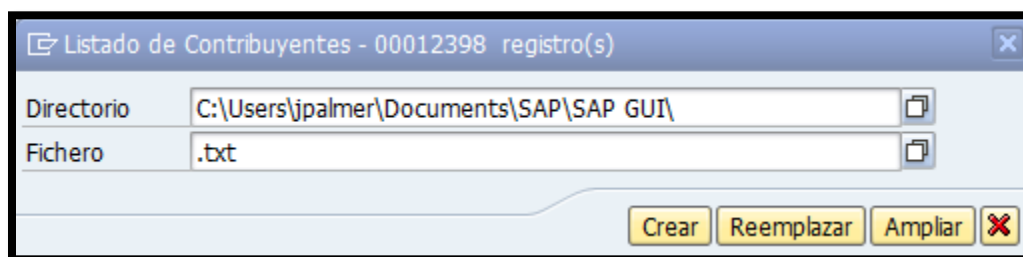 Listado de Contribuyentes - 00012398 registro(s)
Directorio C:\Users\jpalmer\Documents\SAP\SAP GUI\
Fichero .txt
Crear Reemplazar Ampliar